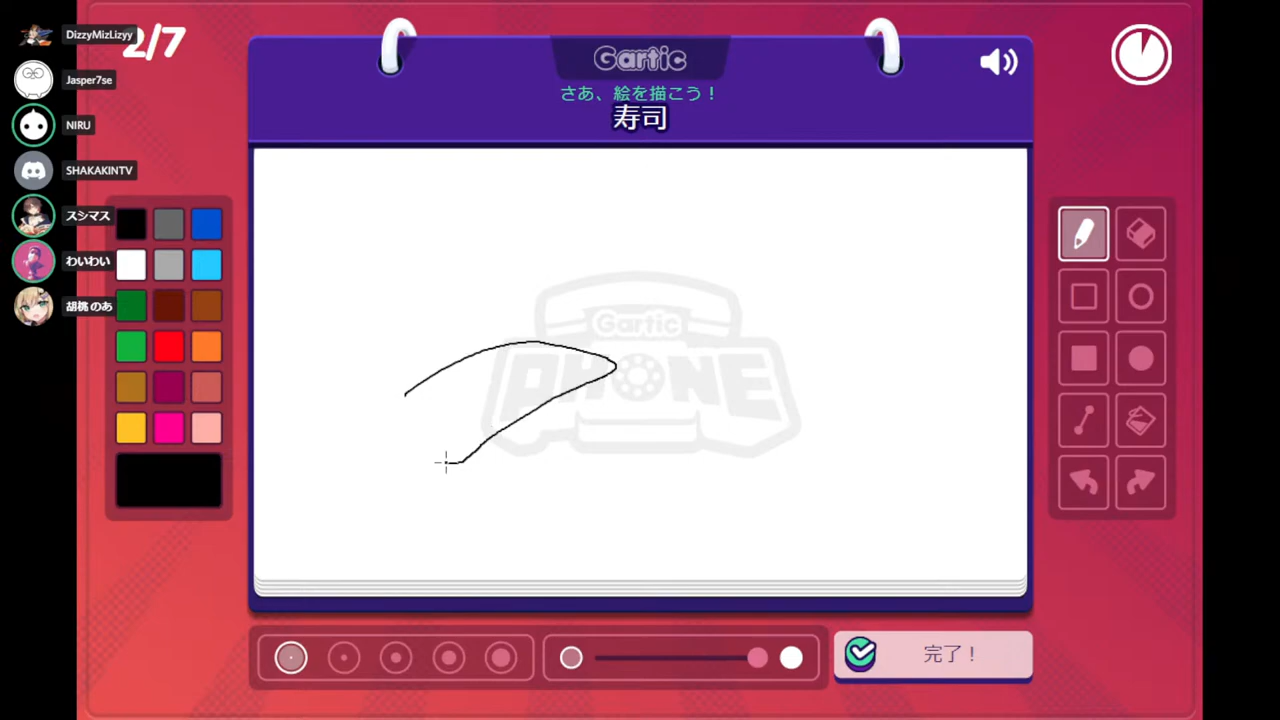 DizzyMizLizyy
2/7
Jasper7se
NIRU
SHAKAKINTV
スシマス
わいわい
胡桃 のあ
Gartic
さあ、絵を描こう！
寿司
Gartic
PHONE
完了！